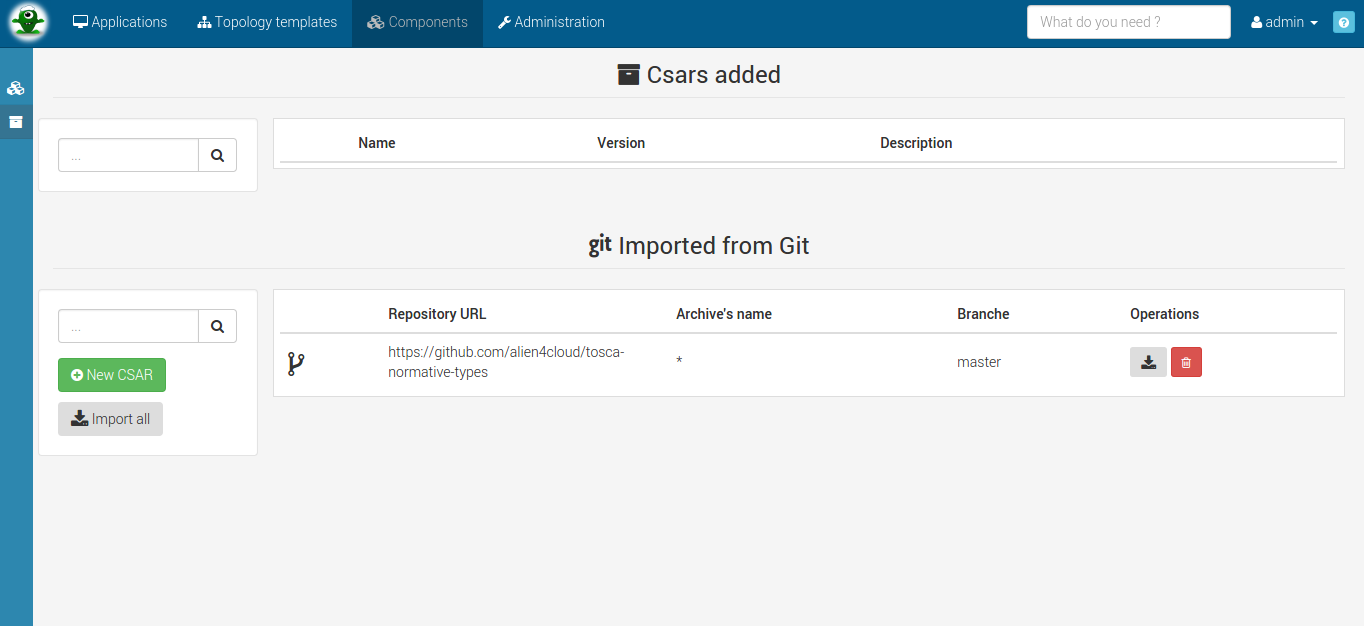 Applications Topology templates Components Administration What do you need ? admin
Csars added
...
Name Version Description
git Imported from Git
...
New CSAR
Import all
Repository URL Archive's name Branche Operations
https://github.com/alien4cloud/tosca-
normative-types
*
master